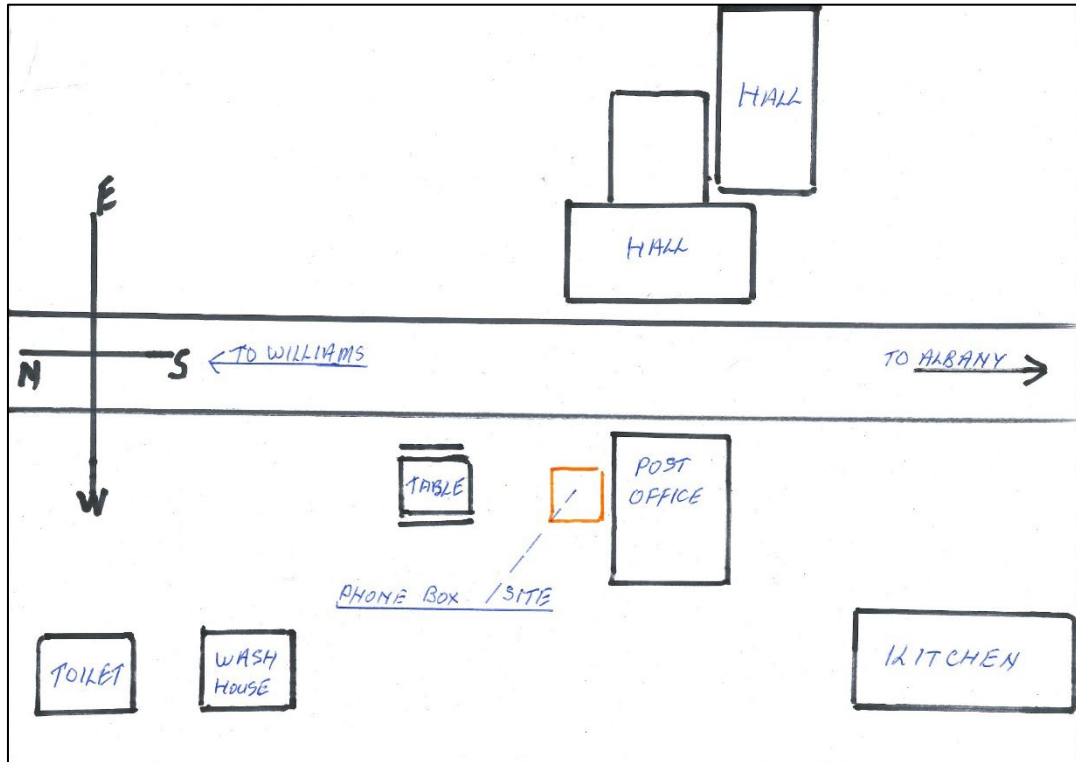 HALL
E
HALL
N
S
TO WILLIAMS
TO ALBANY
W
TABLE
POST
OFFICE
PHONE BOX / SITE
TOILET
WASH
HOUSE
KITCHEN